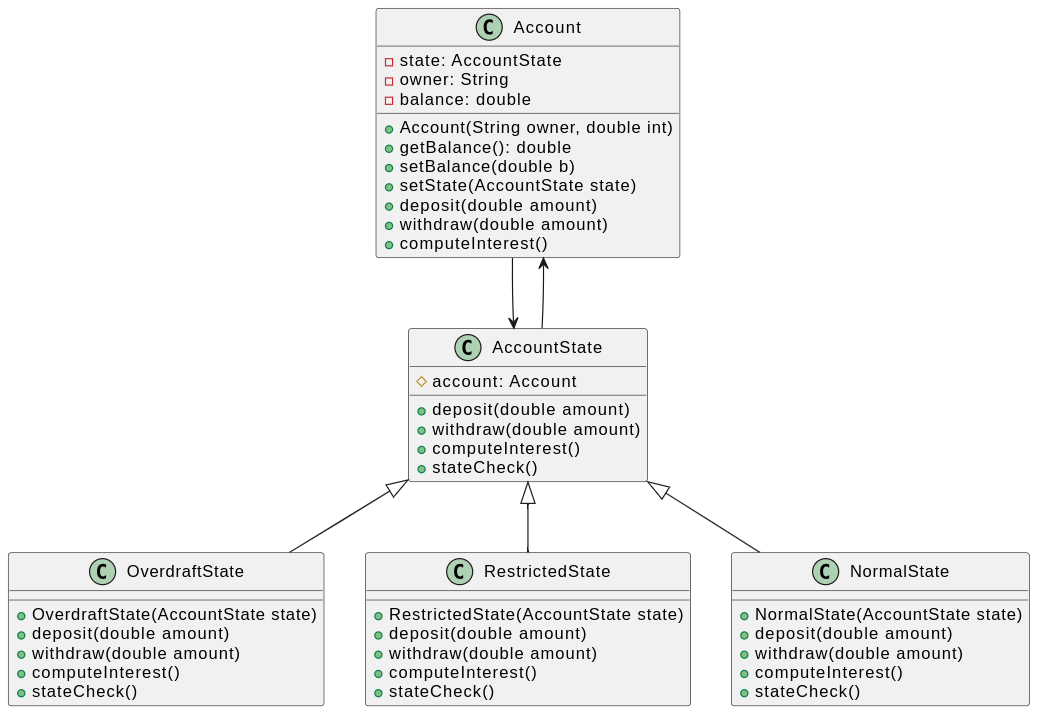 C Account
state: AccountState
owner: String
balance: double
Account(String owner, double int)
getBalance(): double
setBalance(double b)
setState(AccountState state)
deposit(double amount)
withdraw(double amount)
computeInterest()
C AccountState
account: Account
deposit(double amount)
withdraw(double amount)
computeInterest()
stateCheck()
C OverdraftState
OverdraftState(AccountState state)
deposit(double amount)
withdraw(double amount)
computeInterest()
stateCheck()
C RestrictedState
RestrictedState(AccountState state)
deposit(double amount)
withdraw(double amount)
computeInterest()
stateCheck()
C NormalState
NormalState(AccountState state)
deposit(double amount)
withdraw(double amount)
computeInterest()
stateCheck()